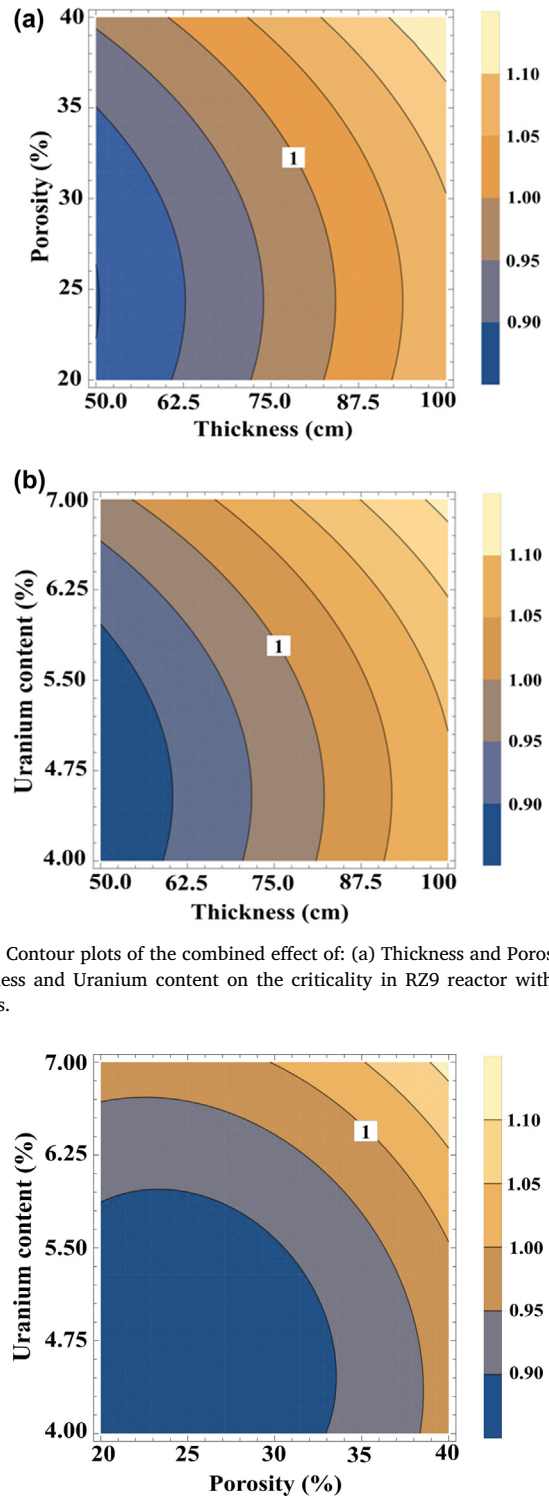 (a)
40
35
30
25
20
Porosity (%)
1
50.0 62.5 75.0 87.5 100
Thickness (cm)
1.10
1.05
1.00
0.95
0.90
(b)
7.00
6.25
5.50
4.75
4.00
Uranium content (%)
1
50.0 62.5 75.0 87.5 100
Thickness (cm)
1.10
1.05
1.00
0.95
0.90
Contour plots of the combined effect of: (a) Thickness and Poros
ness and Uranium content on the criticality in RZ9 reactor with
s.
7.00
6.25
5.50
4.75
4.00
Uranium content (%)
1
20 25 30 35 40
Porosity (%)
1.10
1.05
1.00
0.95
0.90